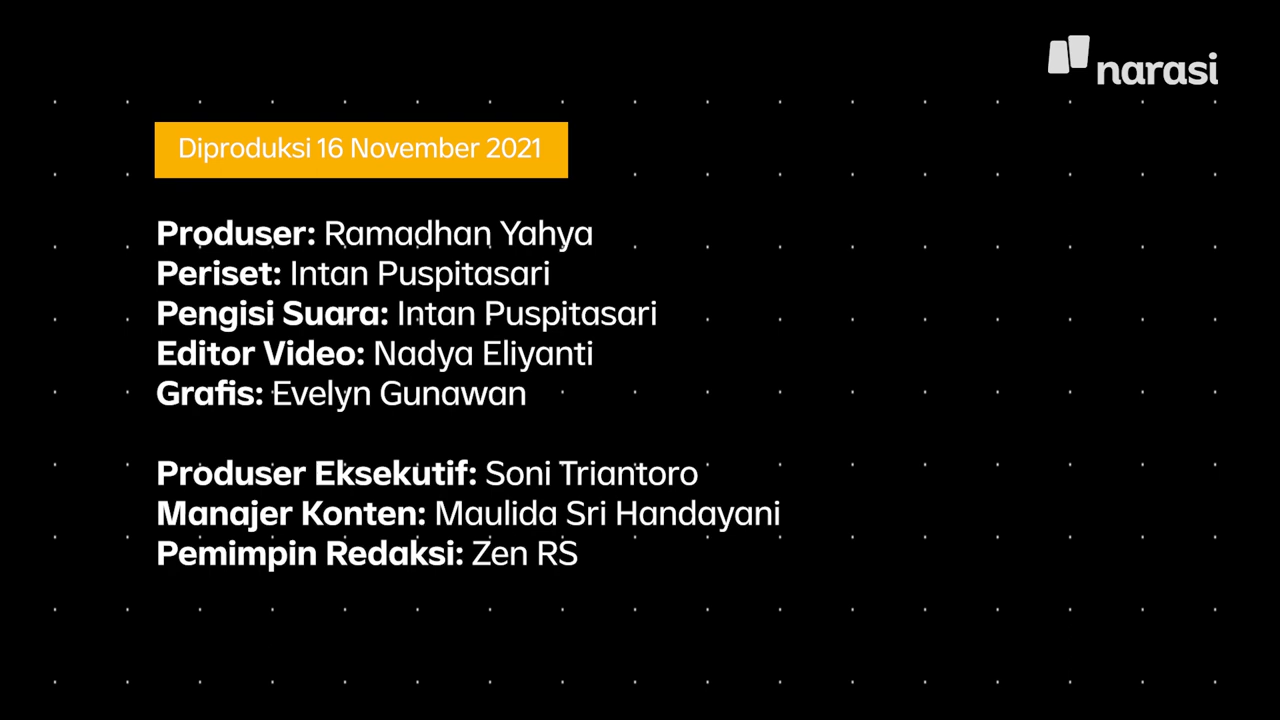 narasi
Diproduksi 16 November 2021
Produser: Ramadhan Yahya
Periset: Intan Puspitasari
Pengisi Suara: Intan Puspitasari
Editor Video: Nadya Eliyanti
Grafis: Evelyn Gunawan
Produser Eksekutif: Soni Triantoro
Manajer Konten: Maulida Sri Handayani
Pemimpin Redaksi: Zen RS